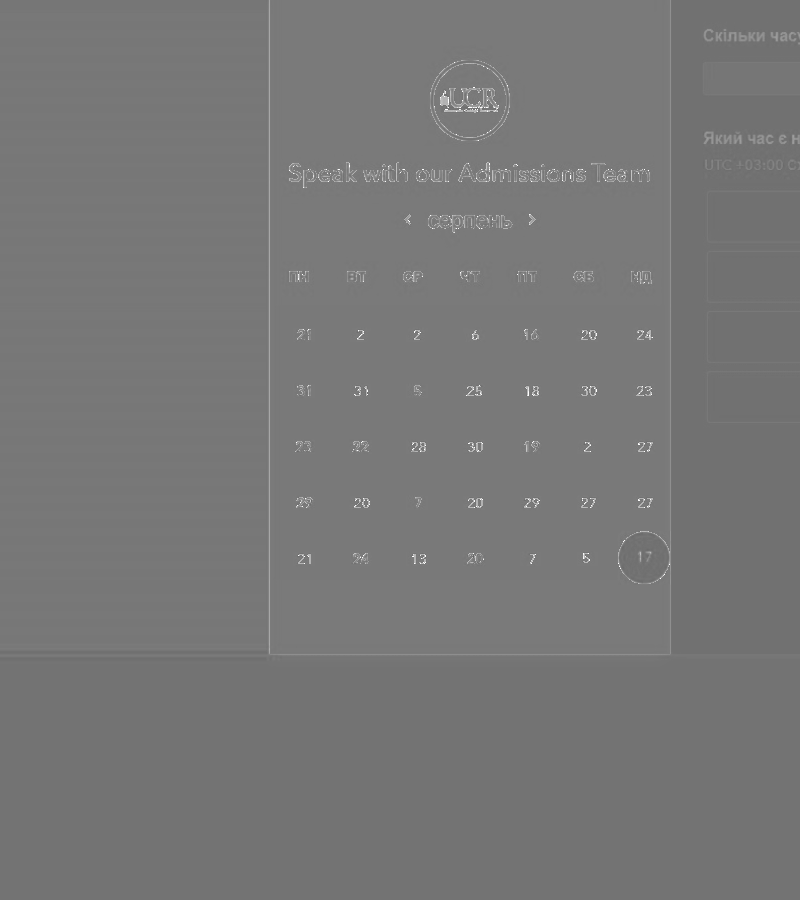 UCR
Speak with our Admissions Team
серпень
ПН ВТ СР ЧТ ПТ СБ НД
21 2 2 6 16 20 24
31 31 5 25 18 30 23
23 22 28 30 19 2 27
29 20 7 20 29 27 27
21 24 13 20 7 5 17
Скільки часу
Який час є н
UTC +03:00